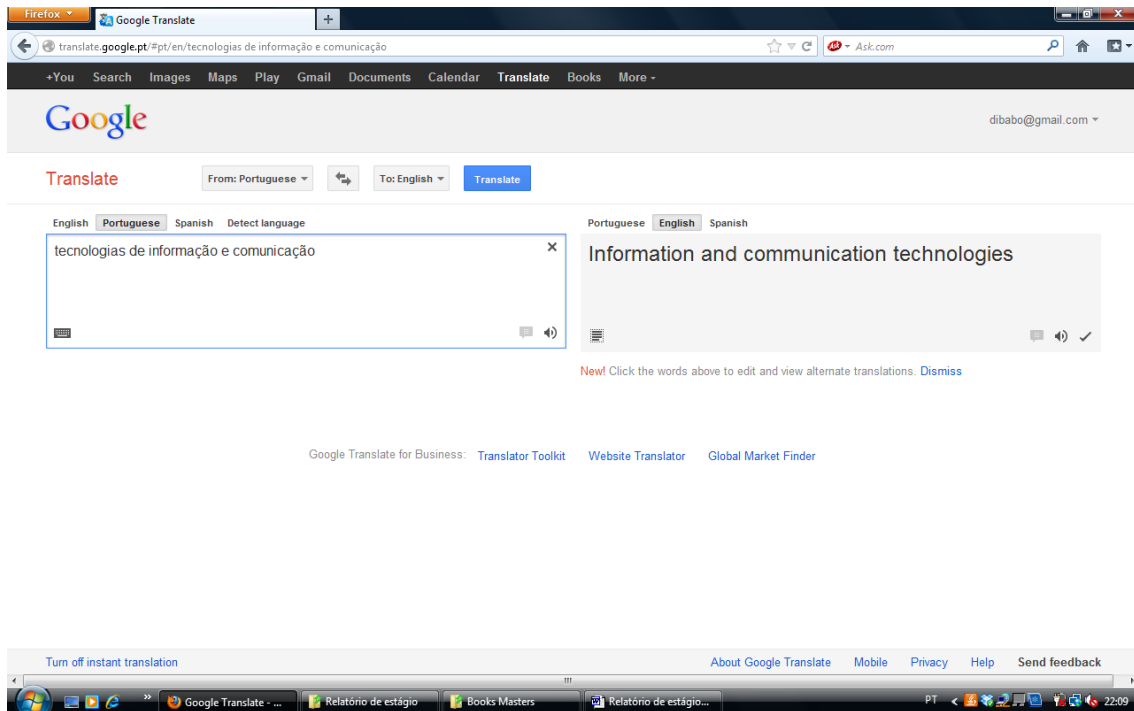 Firefox
Google Translate
translate.google.pt/#pt/en/tecnologias de informação e comunicação
Ask.com
+You Search Images Maps Play Gmail Documents Calendar Translate Books More
Google
dibabo@gmail.com
Translate
From: Portuguese To: English Translate
English Portuguese Spanish Detect language
Portuguese English Spanish
tecnologias de informação e comunicação
Information and communication technologies
New! Click the words above to edit and view alternate translations. Dismiss
Google Translate for Business: Translator Toolkit Website Translator Global Market Finder
Turn off instant translation
About Google Translate Mobile Privacy Help Send feedback
Google Translate - ... Relatório de estágio Books Masters Relatório de estágio... PT 22:09